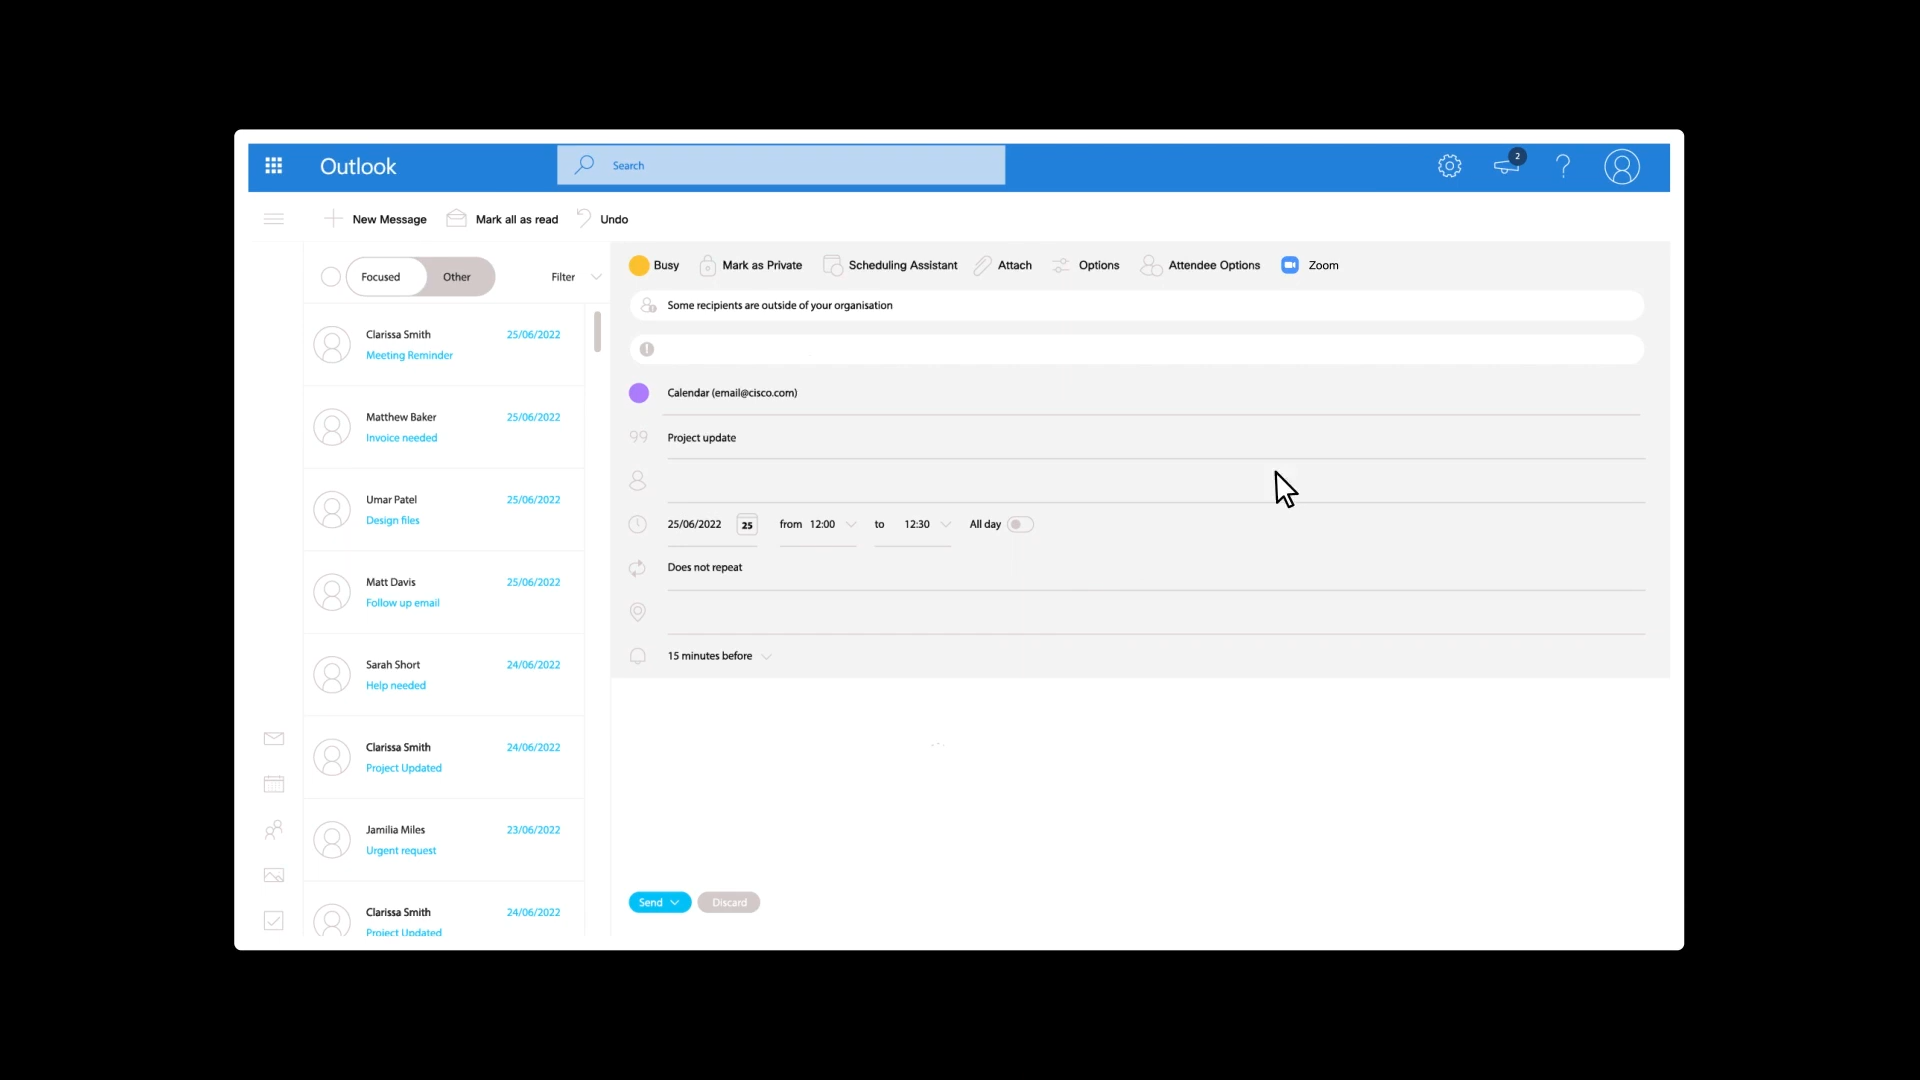 Outlook
Search
2
New Message Mark all as read Undo
Focused Other Filter
Busy Mark as Private Scheduling Assistant Attach Options Attendee Options Zoom
Some recipients are outside of your organisation
Calendar (email@cisco.com)
Project update
25/06/2022 25 from 12:00 to 12:30 All day
Does not repeat
15 minutes before
Send Discard
Clarissa Smith 25/06/2022
Meeting Reminder
Matthew Baker 25/06/2022
Invoice needed
Umar Patel 25/06/2022
Design files
Matt Davis 25/06/2022
Follow up email
Sarah Short 24/06/2022
Help needed
Clarissa Smith 24/06/2022
Project Updated
Jamilia Miles 23/06/2022
Urgent request
Clarissa Smith 24/06/2022
Project Updated